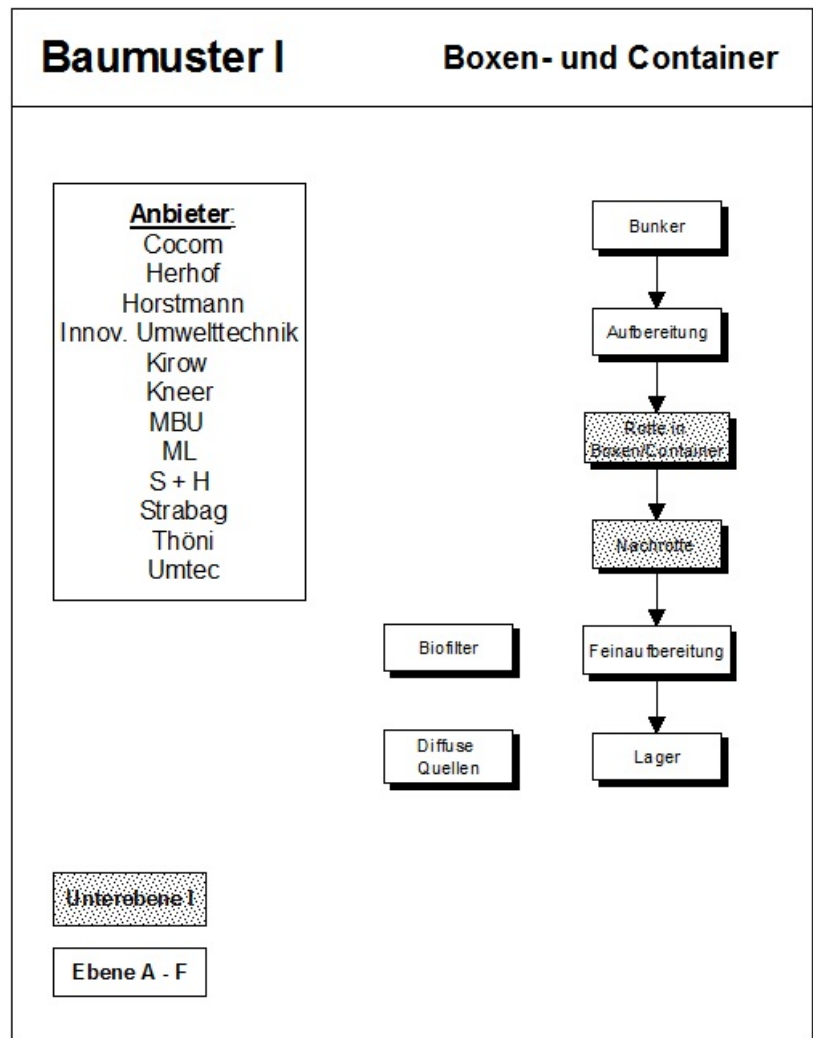 Baumuster I
Boxen- und Container
Anbieter:
Cocom
Herhof
Horstmann
Innov. Umwelttechnik
Kirow
Kneer
MBU
ML
S + H
Strabag
Thöni
Umtec
Bunker
Aufbereitung
Rotte in
Boxen/Container
Nachrotte
Biofilter
Feinaufbereitung
Diffuse
Quellen
Lager
Unterebene I
Ebene A - F